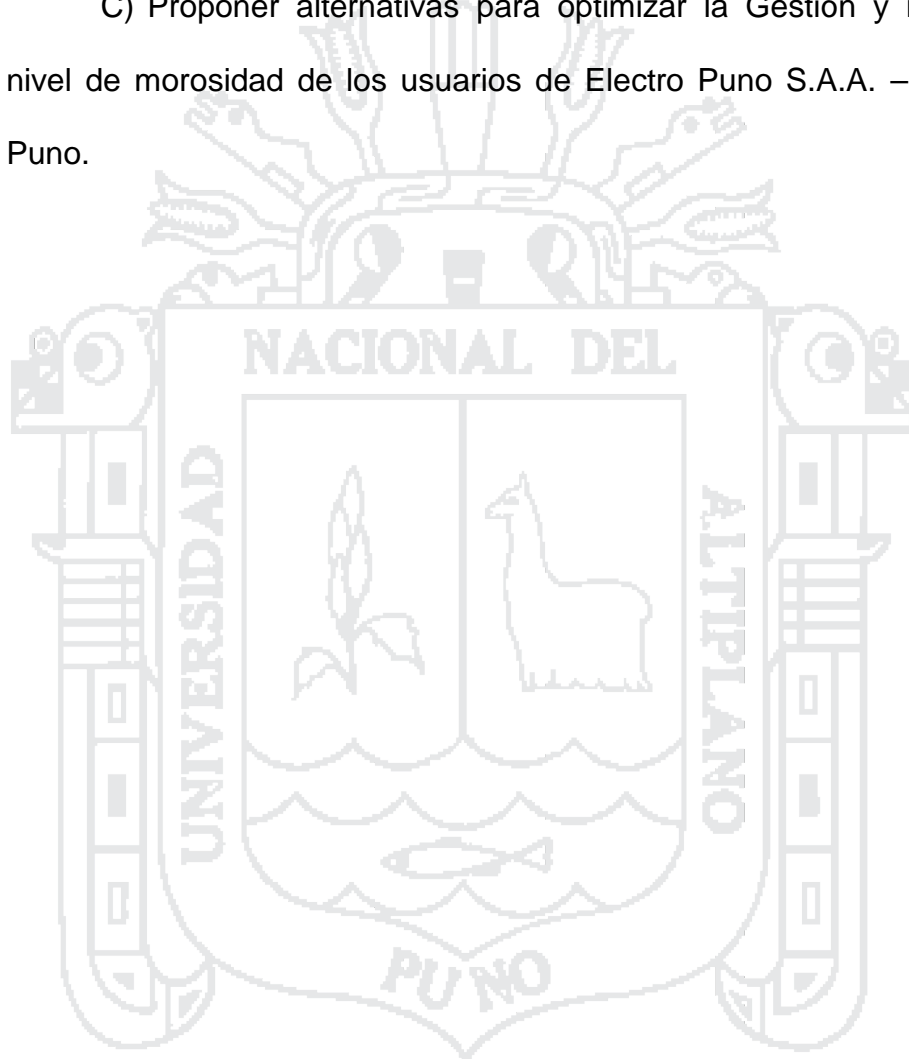 C) Proponer alternativas para optimizar la Gestión y
nivel de morosidad de los usuarios de Electro Puno S.A.A. –
Puno.
NACIONAL DEL
UNIVERSIDAD
ALTIPLANO
PUNO